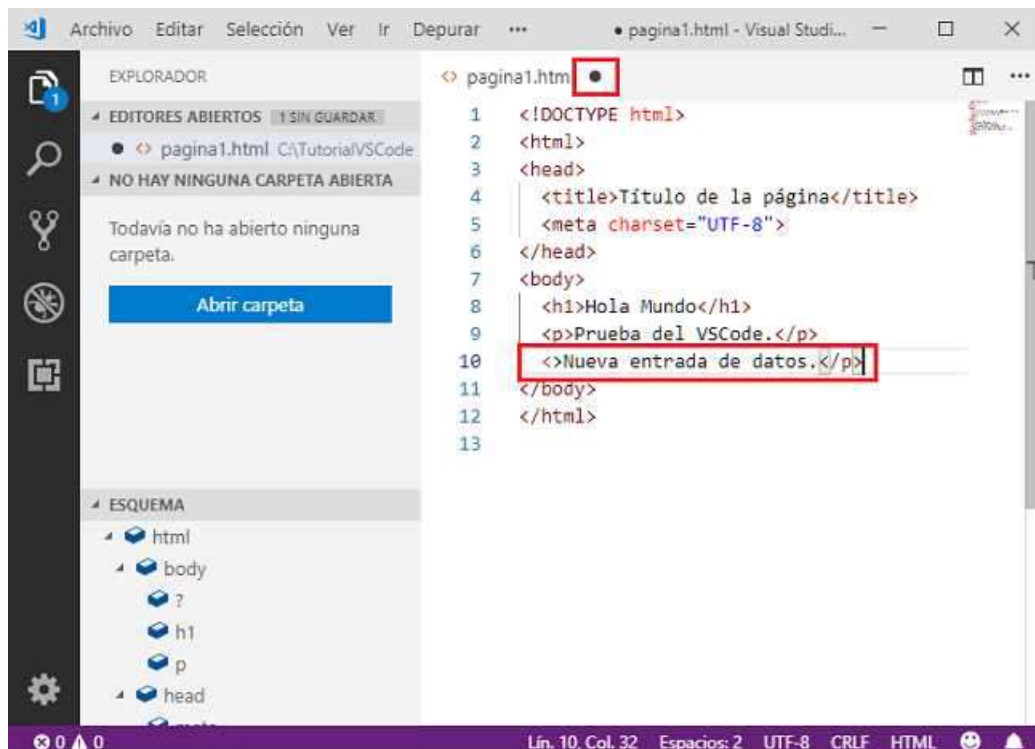 Archivo Editar Selección Ver Ir Depurar ··· ● pagina1.html - Visual Studi...
EXPLORADOR
EDITORES ABIERTOS 1 SIN GUARDAR
● <> pagina1.html C:\TutorialVSCode
NO HAY NINGUNA CARPETA ABIERTA
Todavía no ha abierto ninguna
carpeta.
Abrir carpeta
ESQUEMA
html
body
?
h1
p
head
1
<> pagina1.htm ●
1 <!DOCTYPE html>
2 <html>
3 <head>
4 <title>Título de la página</title>
5 <meta charset="UTF-8">
6 </head>
7 <body>
8 <h1>Hola Mundo</h1>
9 <p>Prueba del VSCode.</p>
10 <>Nueva entrada de datos.</p>
11 </body>
12 </html>
13
0 0 Lín. 10, Col. 32 Espacios: 2 UTF-8 CRLF HTML